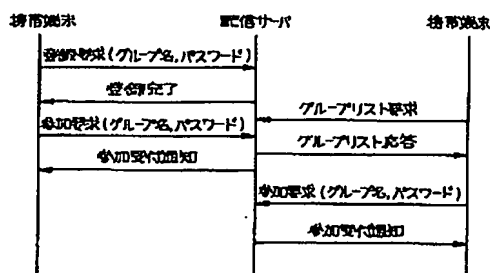 携帯端末 配信サーバ 携帯端末
登録要求(グループ名,パスワード)
登録完了
グループリスト要求
参加要求(グループ名,パスワード)
グループリスト応答
参加受付通知
参加要求(グループ名,パスワード)
参加受付通知